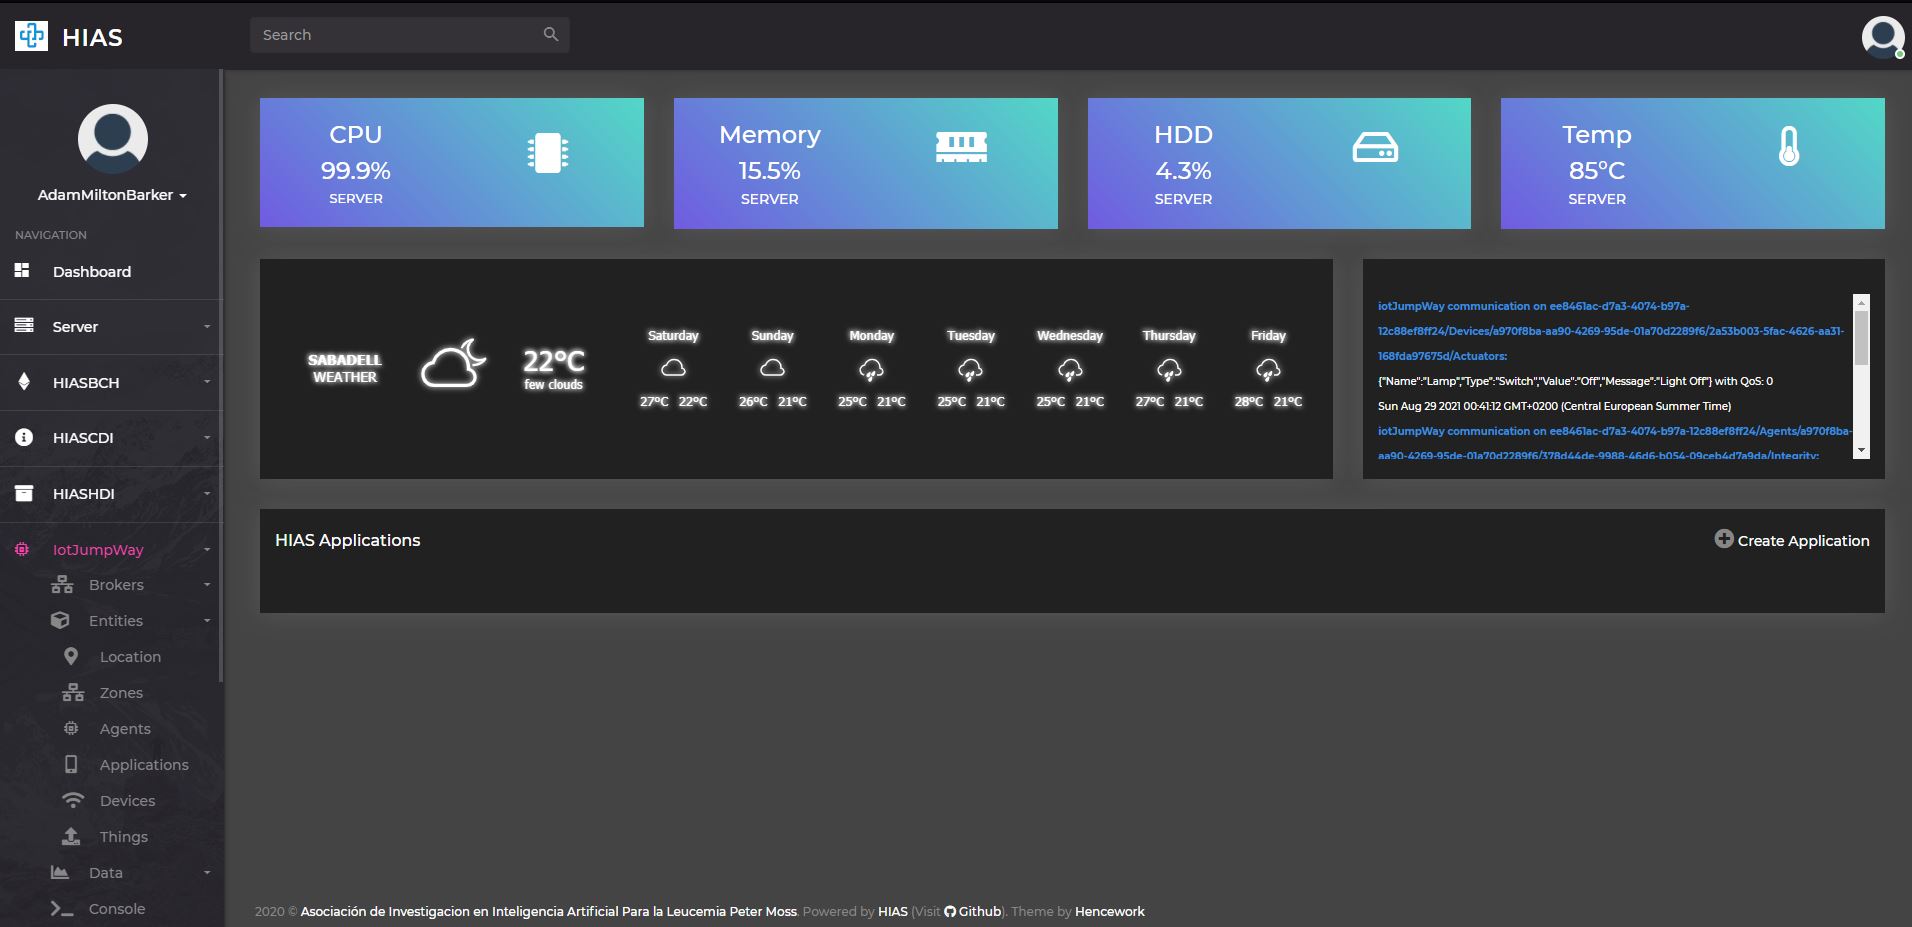 HIAS
Search
AdamMiltonBarker
NAVIGATION
Dashboard
Server
HIASBCH
HIASCDI
HIASHDI
IotJumpWay
Brokers
Entities
Location
Zones
Agents
Applications
Devices
Things
Data
Console
CPU
99.9%
SERVER
Memory
15.5%
SERVER
HDD
4.3%
SERVER
Temp
85°C
SERVER
SABADELL
WEATHER
22°C
few clouds
Saturday
27°C 22°C
Sunday
26°C 21°C
Monday
25°C 21°C
Tuesday
25°C 21°C
Wednesday
25°C 21°C
Thursday
27°C 21°C
Friday
28°C 21°C
iotJumpWay communication on ee8461ac-d7a3-4074-b97a-
12c88ef8ff24/Devices/a970f8ba-aa90-4269-95de-01a70d2289f6/2a53b003-5fac-4626-aa31-
168fda97675d/Actuators:
{"Name":"Lamp","Type":"Switch","Value":"Off","Message":"Light Off"} with QoS: 0
Sun Aug 29 2021 00:41:12 GMT+0200 (Central European Summer Time)
iotJumpWay communication on ee8461ac-d7a3-4074-b97a-12c88ef8ff24/Agents/a970f8ba-
aa90-4269-95de-01a70d2289f6/378d44de-9988-46d6-b054-09ceb4d7a9da/Integrity:
HIAS Applications
Create Application
2020 © Asociación de Investigacion en Inteligencia Artificial Para la Leucemia Peter Moss. Powered by HIAS (Visit Github). Theme by Hencework